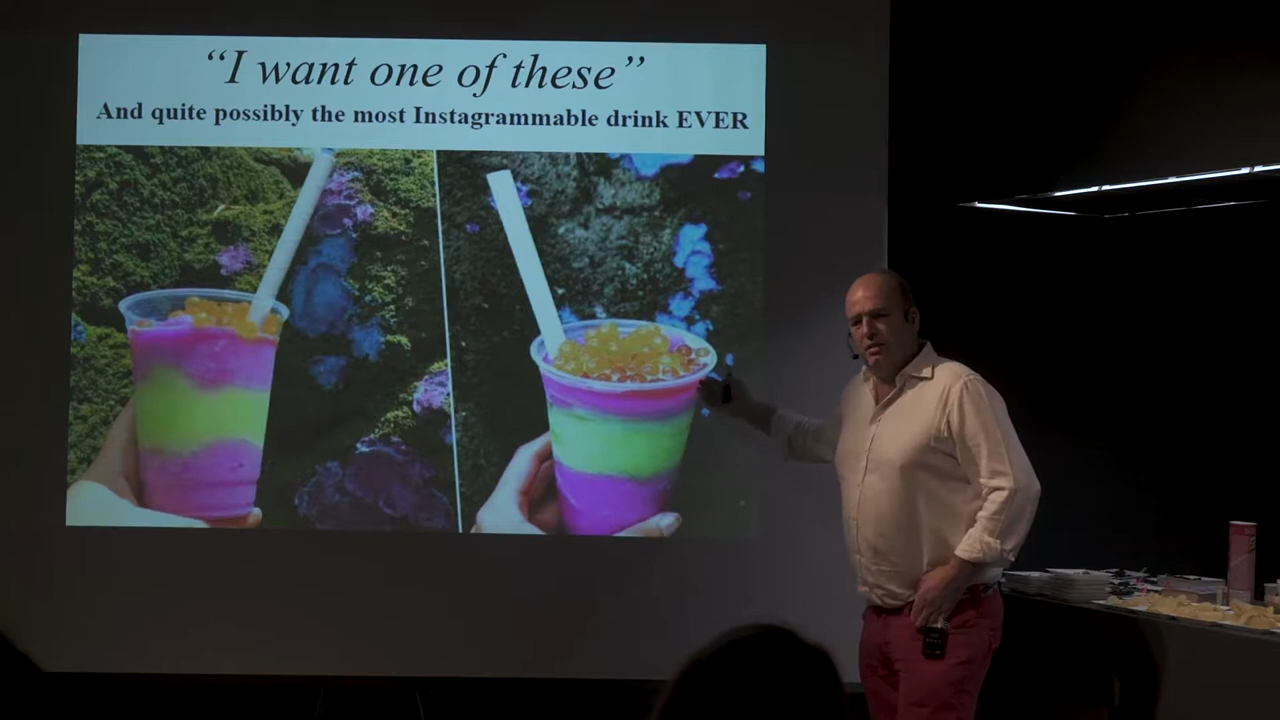 “I want one of these”
And quite possibly the most Instagrammable drink EVER